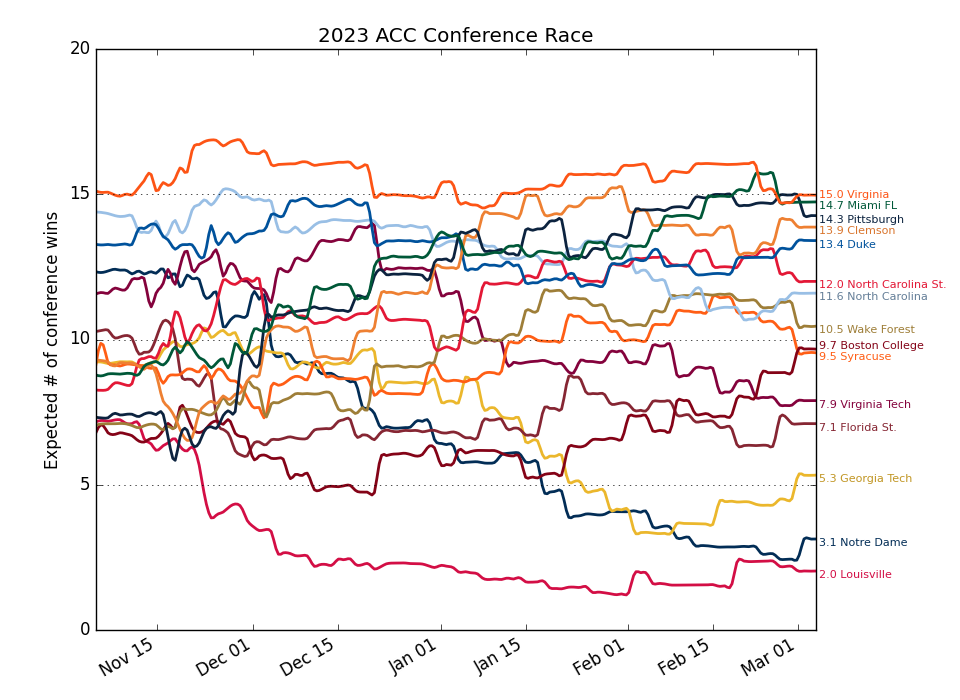 2023 ACC Conference Race
Expected # of conference wins
20
15
10
5
0
Nov 15
Dec 01
Dec 15
Jan 01
Jan 15
Feb 01
Feb 15
Mar 01
15.0 Virginia
14.7 Miami FL
14.3 Pittsburgh
13.9 Clemson
13.4 Duke
12.0 North Carolina St.
11.6 North Carolina
10.5 Wake Forest
9.7 Boston College
9.5 Syracuse
7.9 Virginia Tech
7.1 Florida St.
5.3 Georgia Tech
3.1 Notre Dame
2.0 Louisville